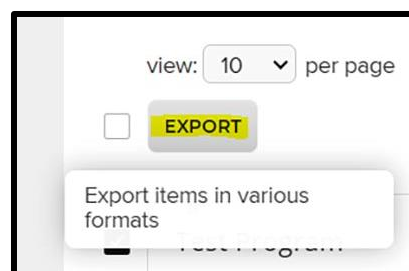 view: 10 per page
EXPORT
Export items in various
formats
Test Program